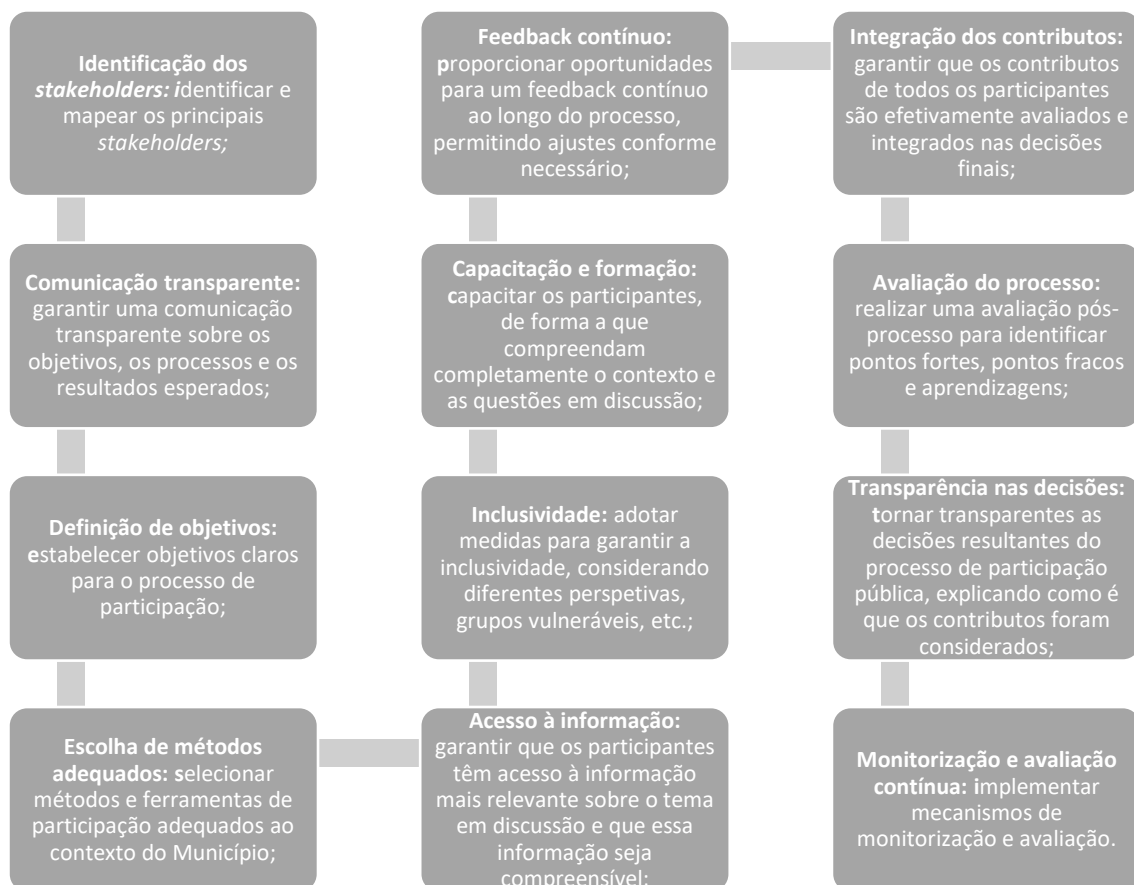 Identificação dos
stakeholders: identificar e
mapear os principais
stakeholders;
Comunicação transparente:
garantir uma comunicação
transparente sobre os
objetivos, os processos e os
resultados esperados;
Definição de objetivos:
estabelecer objetivos claros
para o processo de
participação;
Escolha de métodos
adequados: selecionar
métodos e ferramentas de
participação adequados ao
contexto do Município;
Acesso à informação:
garantir que os participantes
têm acesso à informação
mais relevante sobre o tema
em discussão e que essa
informação seja
compreensível;
Inclusividade: adotar
medidas para garantir a
inclusividade, considerando
diferentes perspetivas,
grupos vulneráveis, etc.;
Capacitação e formação:
capacitar os participantes,
de forma a que
compreendam
completamente o contexto e
as questões em discussão;
Feedback contínuo:
proporcionar oportunidades
para um feedback contínuo
ao longo do processo,
permitindo ajustes conforme
necessário;
Integração dos contributos:
garantir que os contributos
de todos os participantes
são efetivamente avaliados e
integrados nas decisões
finais;
Avaliação do processo:
realizar uma avaliação pós-
processo para identificar
pontos fortes, pontos fracos
e aprendizagens;
Transparência nas decisões:
tornar transparentes as
decisões resultantes do
processo de participação
pública, explicando como é
que os contributos foram
considerados;
Monitorização e avaliação
contínua: implementar
mecanismos de
monitorização e avaliação.